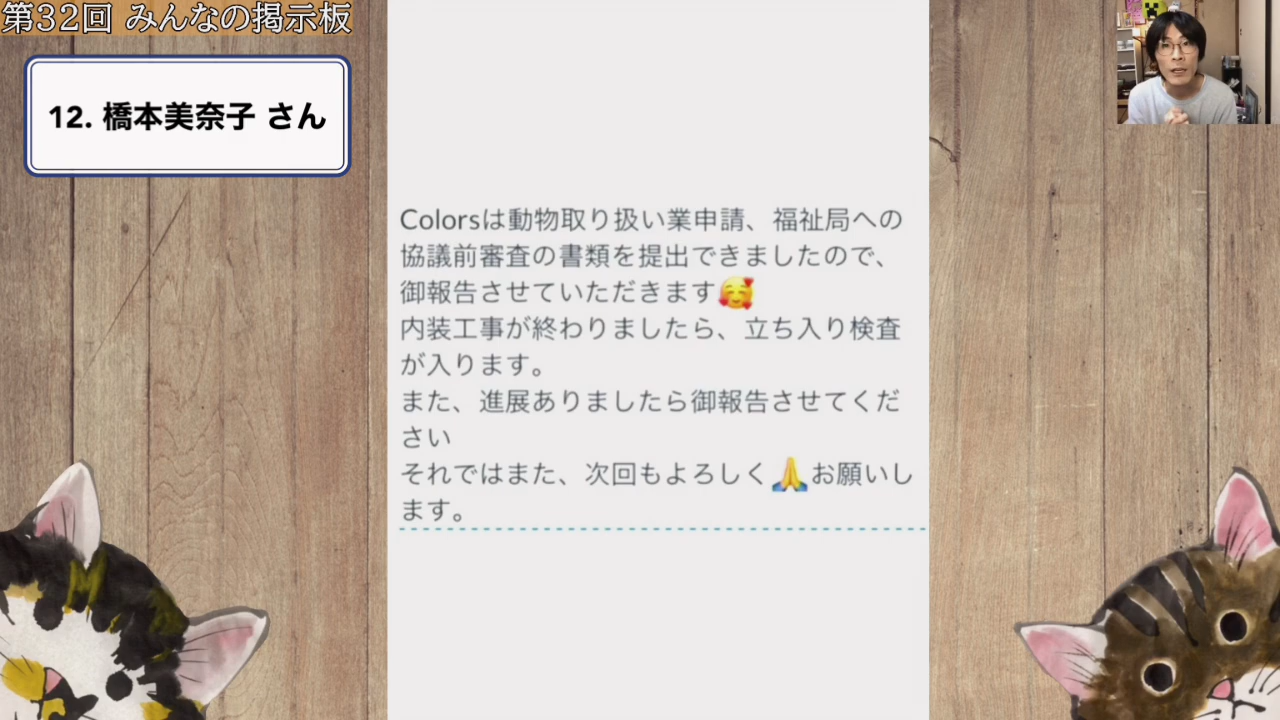 第32回 みんなの掲示板
12. 橋本美奈子 さん
Colorsは動物取り扱い業申請、福祉局への
協議前審査の書類を提出できましたので、
御報告させていただきます🥰
内装工事が終わりましたら、立ち入り検査
が入ります。
また、進展ありましたら御報告させてくだ
さい
それではまた、次回もよろしく🙏お願いし
ます。